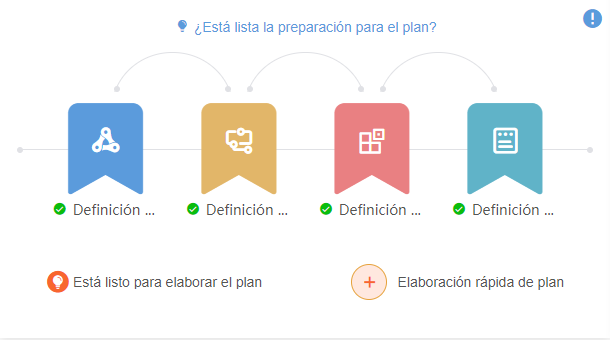 ¿Está lista la preparación para el plan?
Definición ... Definición ... Definición ... Definición ...
Está listo para elaborar el plan Elaboración rápida de plan